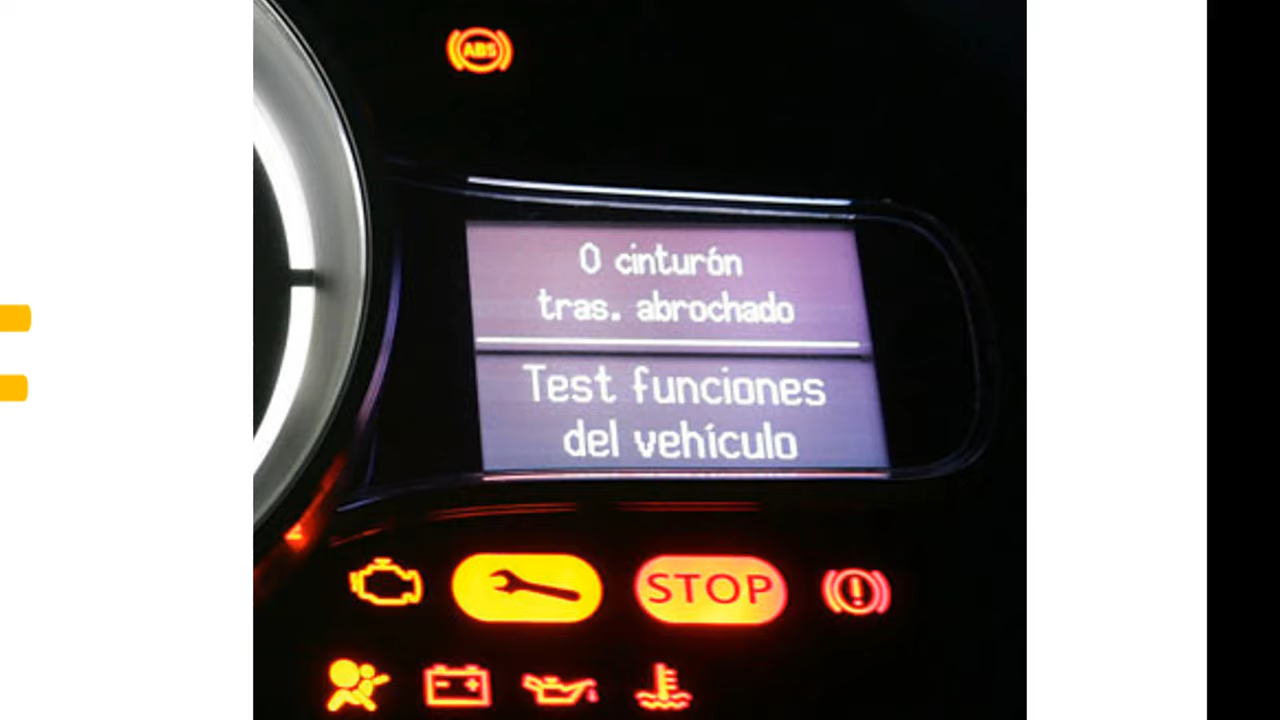 ABS
0 cinturón
tras. abrochado
Test funciones
del vehículo
STOP